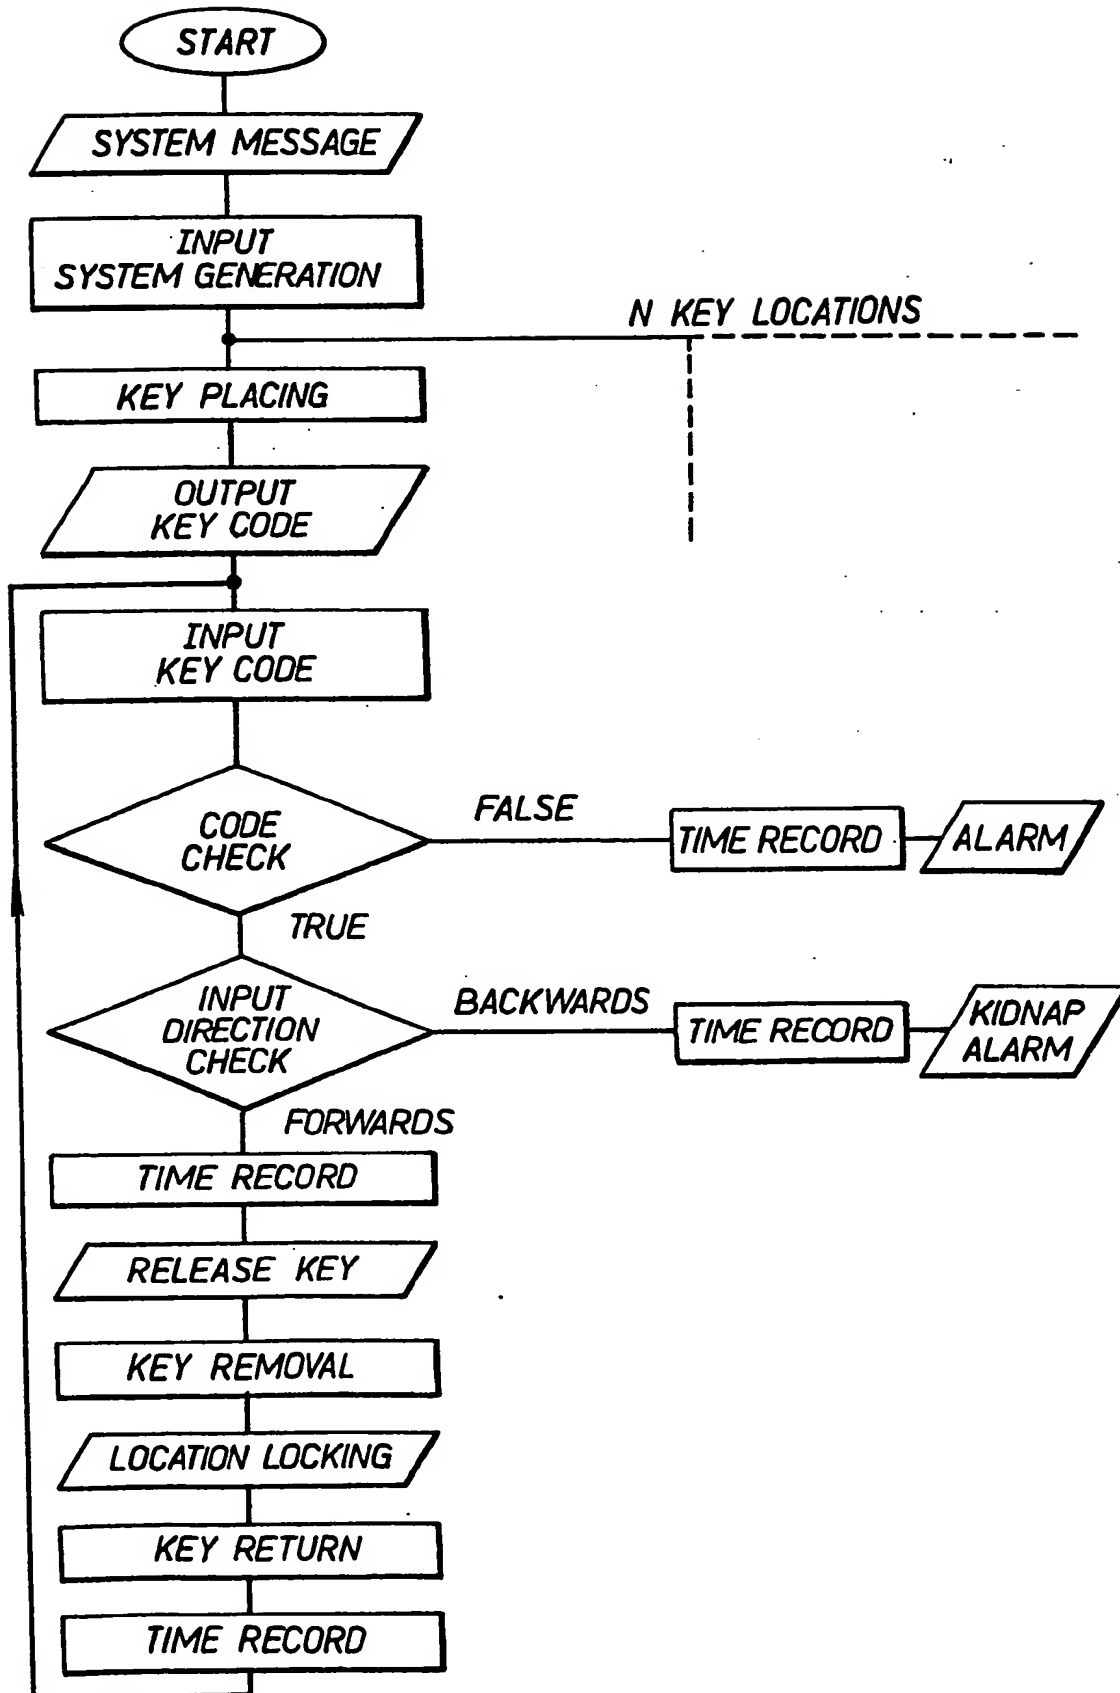 START
SYSTEM MESSAGE
INPUT
SYSTEM GENERATION
N KEY LOCATIONS
KEY PLACING
OUTPUT
KEY CODE
INPUT
KEY CODE
CODE
CHECK
FALSE
TIME RECORD
ALARM
TRUE
INPUT
DIRECTION
CHECK
BACKWARDS
TIME RECORD
KIDNAP
ALARM
FORWARDS
TIME RECORD
RELEASE KEY
KEY REMOVAL
LOCATION LOCKING
KEY RETURN
TIME RECORD